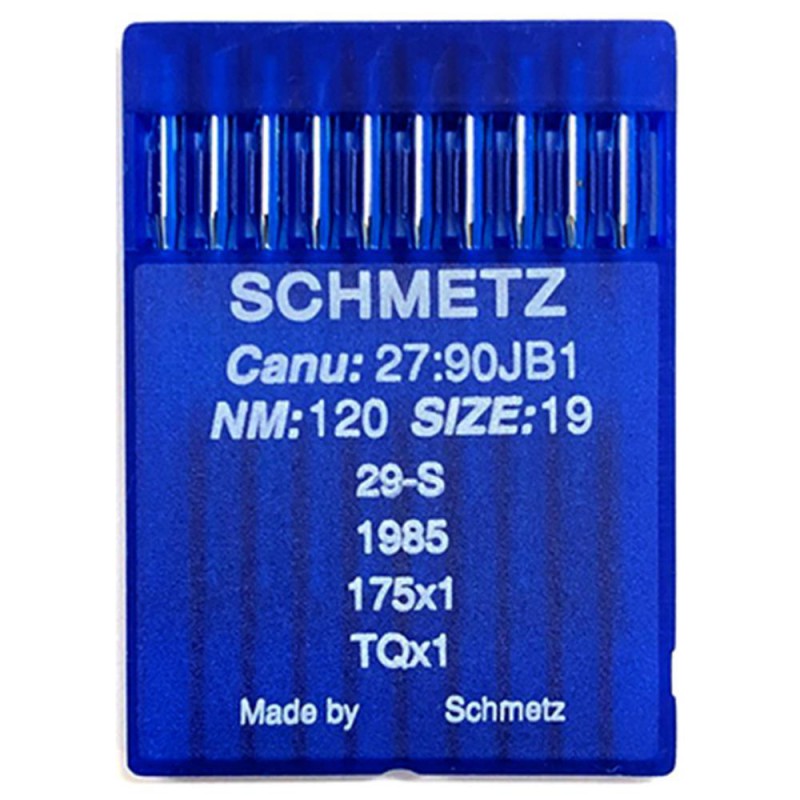 SCHMETZ
Canu: 27:90JB1
NM:120 SIZE:19
29-S
1985
175x1
TQx1
Made by Schmetz